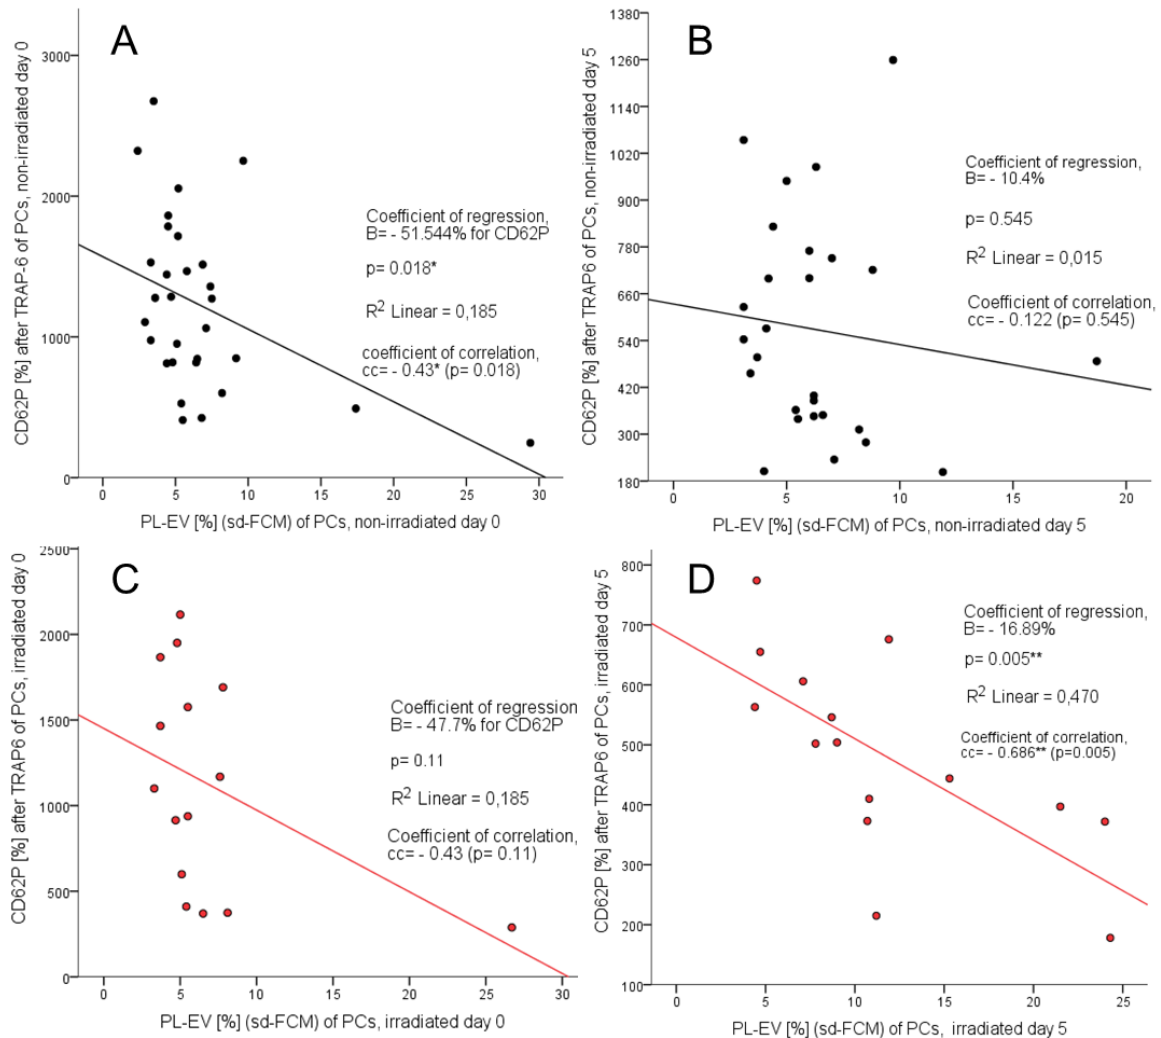 A
CD62P [%] after TRAP-6 of PCs, non-irradiated day 0
3000
2000
1000
0
Coefficient of regression,
B= - 51.544% for CD62P
p= 0.018*
R2 Linear = 0,185
coefficient of correlation,
cc= - 0.43* (p= 0.018)
0 5 10 15 20 25 30
PL-EV [%] (sd-FCM) of PCs, non-irradiated day 0
B
CD62P [%] after TRAP6 of PCs, non-irradiated day 5
1380
1260
1140
1020
900
780
660
540
420
300
180
Coefficient of regression,
B= - 10.4%
p= 0.545
R2 Linear = 0,015
Coefficient of correlation,
cc= - 0.122 (p= 0.545)
0 5 10 15 20
PL-EV [%] (sd-FCM) of PCs, non-irradiated day 5
C
CD62P [%] after TRAP6 of PCs, irradiated day 0
2500
2000
1500
1000
500
0
Coefficient of regression
B= - 47.7% for CD62P
p= 0.11
R2 Linear = 0,185
Coefficient of correlation,
cc= - 0.43 (p= 0.11)
0 5 10 15 20 25 30
PL-EV [%] (sd-FCM) of PCs, irradiated day 0
D
CD62P [%] after TRAP6 of PCs, irradiated day 5
800
700
600
500
400
300
200
100
Coefficient of regression,
B= - 16.89%
p= 0.005**
R2 Linear = 0,470
Coefficient of correlation,
cc= - 0.686** (p=0.005)
0 5 10 15 20 25
PL-EV [%] (sd-FCM) of PCs, irradiated day 5